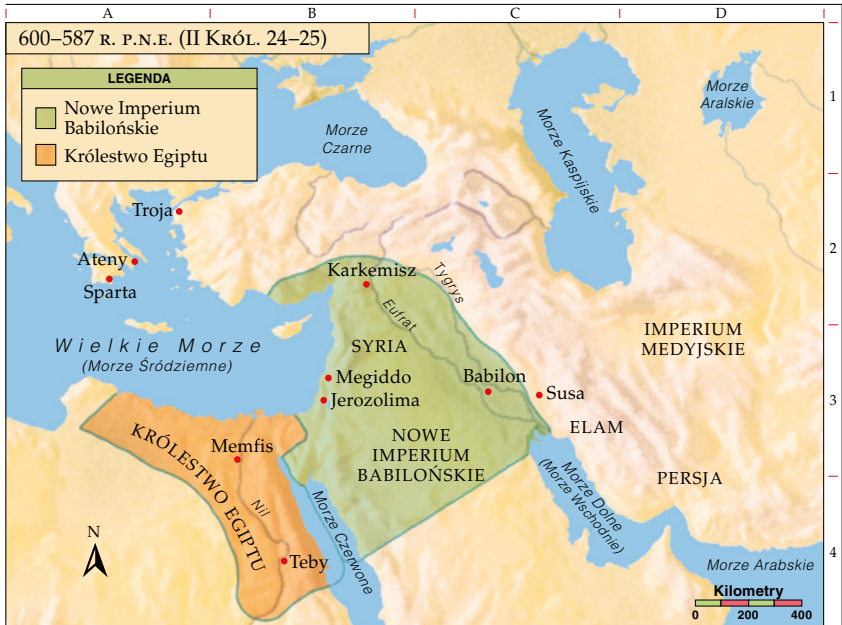 A
B
C
D
600–587 R. P.N.E. (II KRÓL. 24–25)
LEGENDA
Nowe Imperium
Babilońskie
Królestwo Egiptu
1
2
3
4
Morze
Czarne
Morze Kaspijskie
Morze
Aralskie
Troja
Ateny
Sparta
Karkemisz
Tygrys
Eufrat
SYRIA
IMPERIUM
MEDYJSKIE
Wielkie Morze
(Morze Śródziemne)
Megiddo
Jerozolima
Babilon
Susa
ELAM
KRÓLESTWO EGIPTU
Memfis
NOWE
IMPERIUM
BABILOŃSKIE
PERSJA
Nil
Morze Czerwone
Morze Dolne
(Morze Wschodnie)
Teby
N
Morze Arabskie
Kilometry
0 200 400